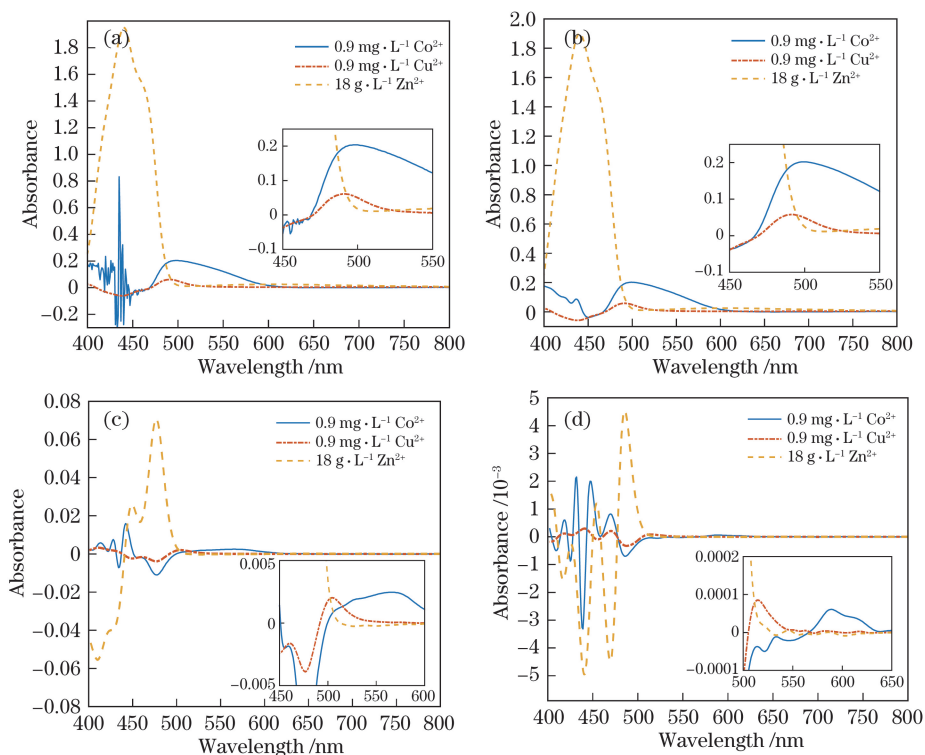 (a)
0.9 mg·L⁻¹ Co²⁺
0.9 mg·L⁻¹ Cu²⁺
18 g·L⁻¹ Zn²⁺
Absorbance
1.8
1.6
1.4
1.2
1.0
0.8
0.6
0.4
0.2
0
−0.2
0.2
0.1
0
−0.1
450
500
550
400 450 500 550 600 650 700 750 800
Wavelength /nm
(b)
0.9 mg·L⁻¹ Co²⁺
0.9 mg·L⁻¹ Cu²⁺
18 g·L⁻¹ Zn²⁺
Absorbance
2.0
1.8
1.6
1.4
1.2
1.0
0.8
0.6
0.4
0.2
0
0.2
0.1
0
−0.1
450
500
550
400 450 500 550 600 650 700 750 800
Wavelength /nm
(c)
0.9 mg·L⁻¹ Co²⁺
0.9 mg·L⁻¹ Cu²⁺
18 g·L⁻¹ Zn²⁺
Absorbance
0.08
0.06
0.04
0.02
0
−0.02
−0.04
−0.06
−0.08
0.005
0
−0.005
450
500
550
600
400 450 500 550 600 650 700 750 800
Wavelength /nm
(d)
0.9 mg·L⁻¹ Co²⁺
0.9 mg·L⁻¹ Cu²⁺
18 g·L⁻¹ Zn²⁺
Absorbance /10⁻³
5
4
3
2
1
0
−1
−2
−3
−4
−5
0.0002
0.0001
0
−0.0001
500
550
600
650
400 450 500 550 600 650 700 750 800
Wavelength /nm